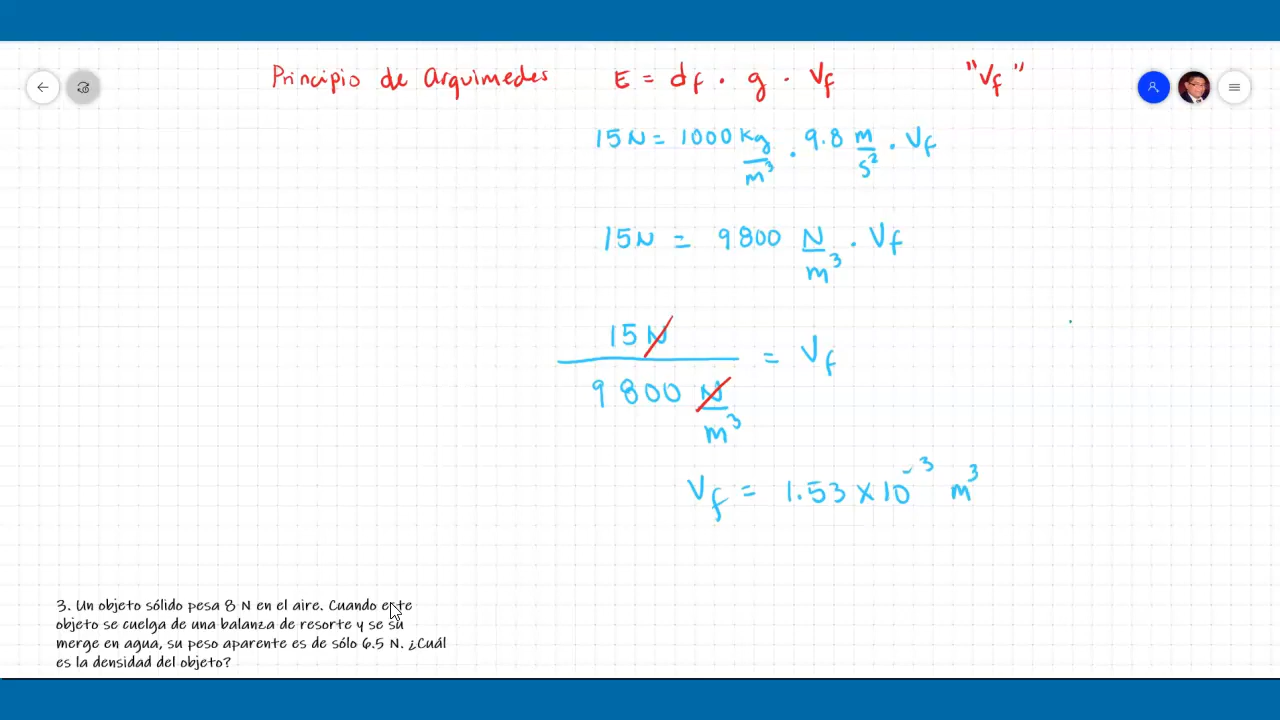 Principio de Arquimedes E = df . g . Vf "Vf"
15N = 1000 kg/m³ . 9.8 m/s² . Vf
15N = 9800 N/m³ . Vf
15N / 9800 N/m³ = Vf
Vf = 1.53 x 10⁻³ m³
3. Un objeto sólido pesa 8 N en el aire. Cuando este
objeto se cuelga de una balanza de resorte y se su
merge en agua, su peso aparente es de sólo 6.5 N. ¿Cuál
es la densidad del objeto?